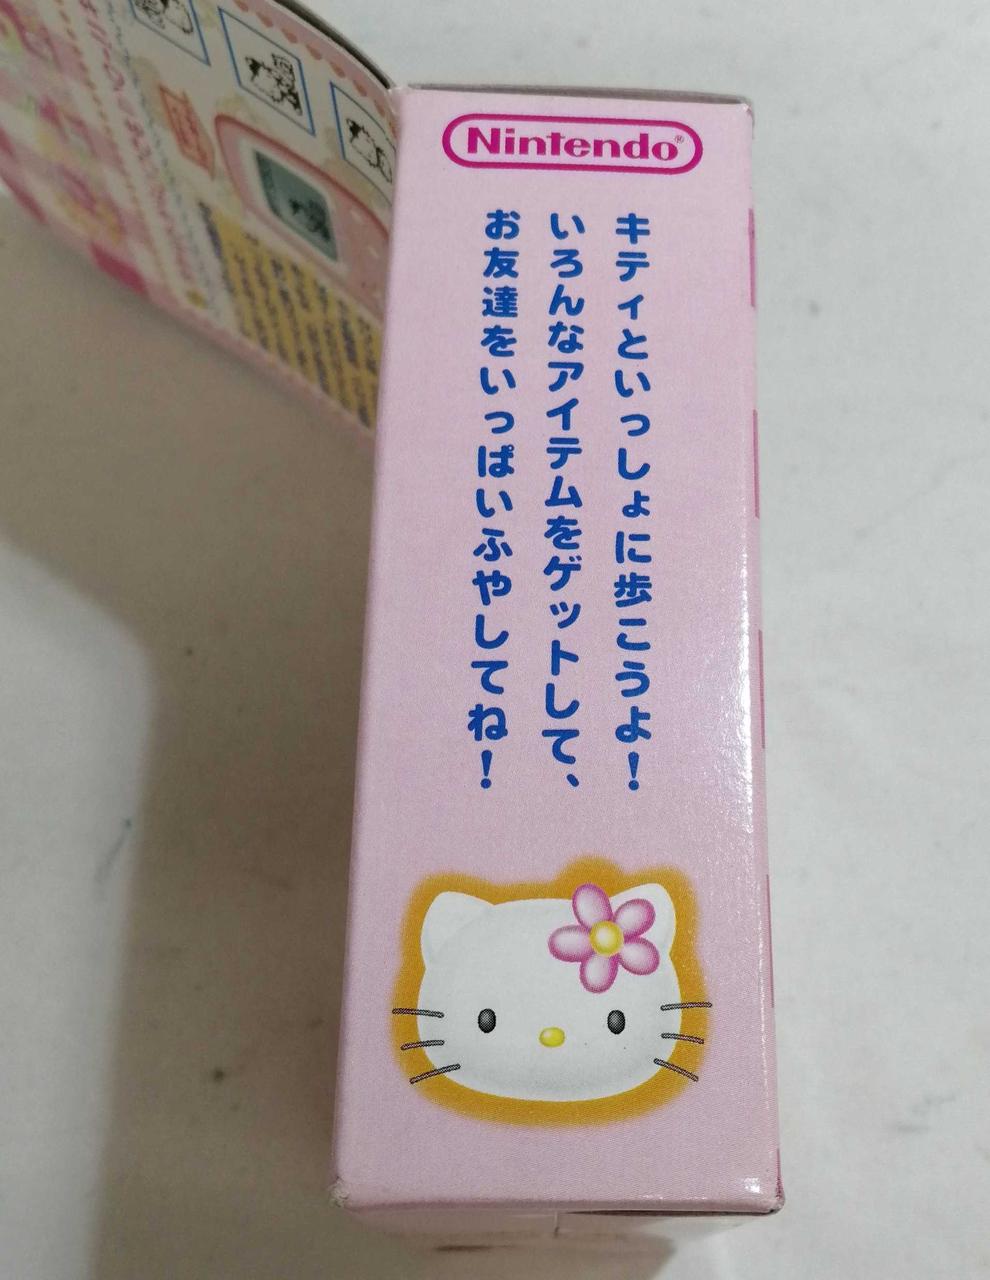 Nintendo®
キティといっしょに歩こうよ！
いろんなアイテムをゲットして、
お友達をいっぱいふやしてね！